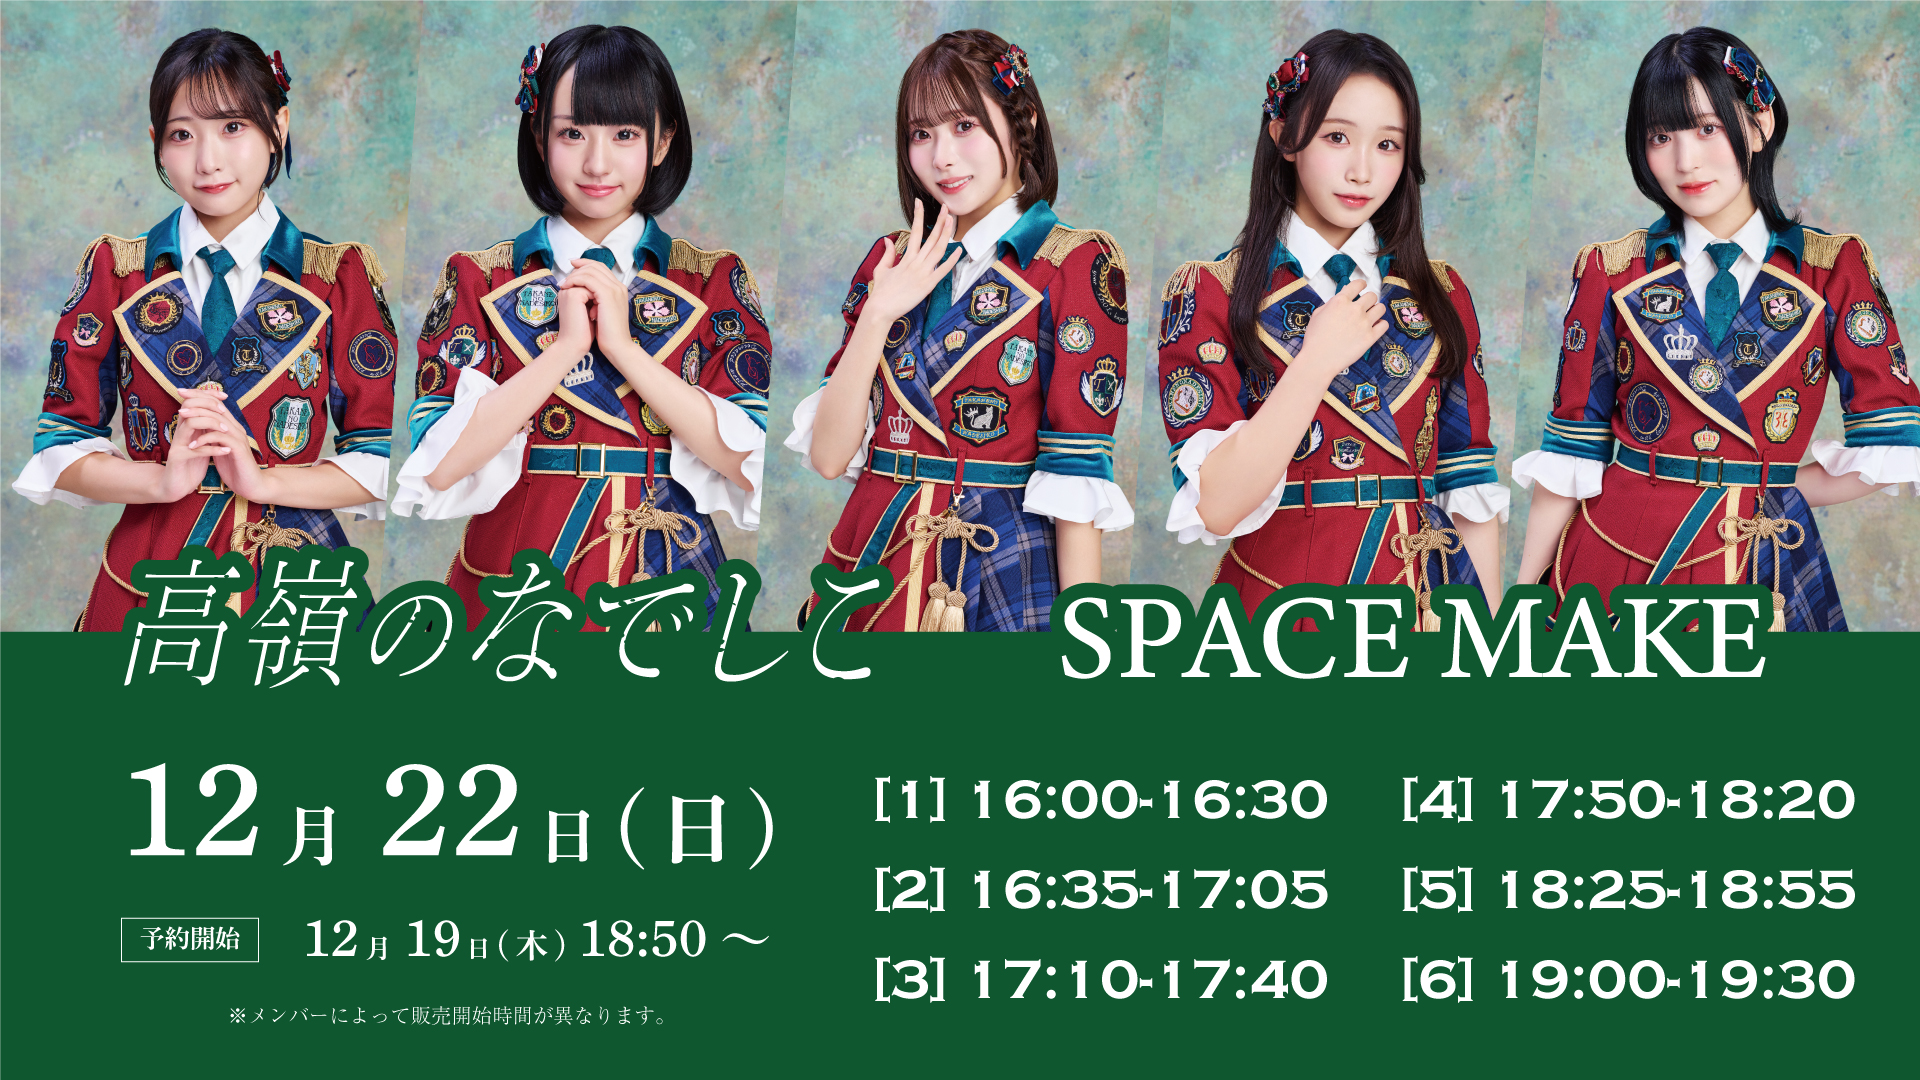 高嶺のなでしこ
SPACE MAKE
12月22日(日)
予約開始 12月19日(木) 18:50～
※メンバーによって販売開始時間が異なります。
[1] 16:00-16:30
[2] 16:35-17:05
[3] 17:10-17:40
[4] 17:50-18:20
[5] 18:25-18:55
[6] 19:00-19:30